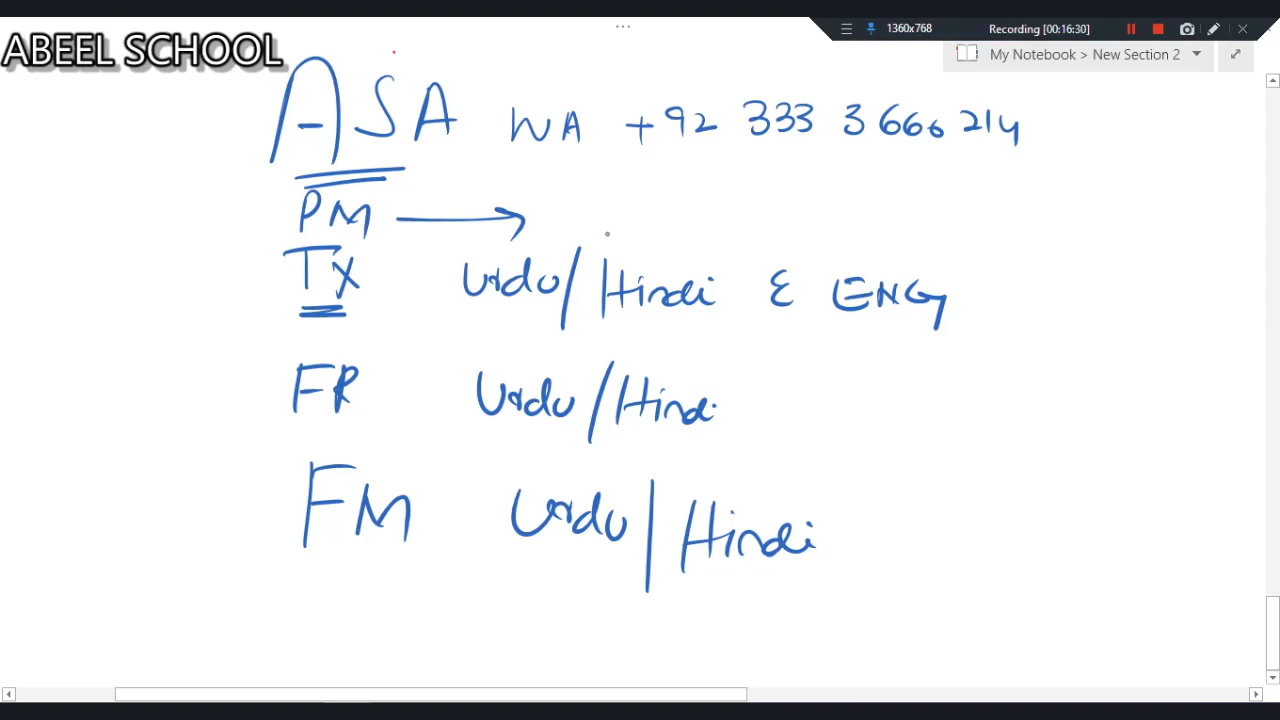 ...
1360x768
Recording [00:16:30]
ABEEL SCHOOL
My Notebook > New Section 2
ASA WA +92 333 3666 214
PM
TX Urdu/Hindi & ENG
FR Urdu/Hindi
FM Urdu/Hindi